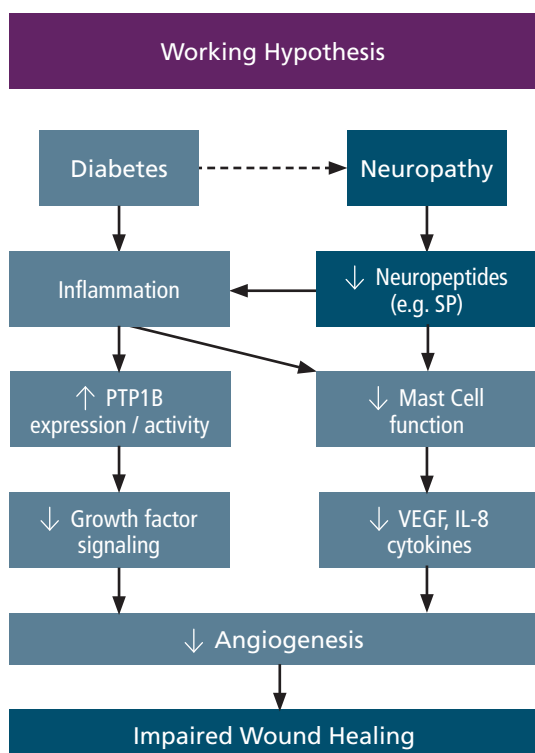 Working Hypothesis
Diabetes
Neuropathy
Inflammation
↓ Neuropeptides
(e.g. SP)
↑ PTP1B
expression / activity
↓ Mast Cell
function
↓ Growth factor
signaling
↓ VEGF, IL-8
cytokines
↓ Angiogenesis
Impaired Wound Healing